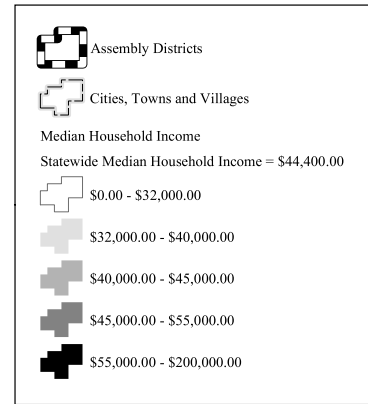 Assembly Districts
Cities, Towns and Villages
Median Household Income
Statewide Median Household Income = $44,400.00
$0.00 - $32,000.00
$32,000.00 - $40,000.00
$40,000.00 - $45,000.00
$45,000.00 - $55,000.00
$55,000.00 - $200,000.00